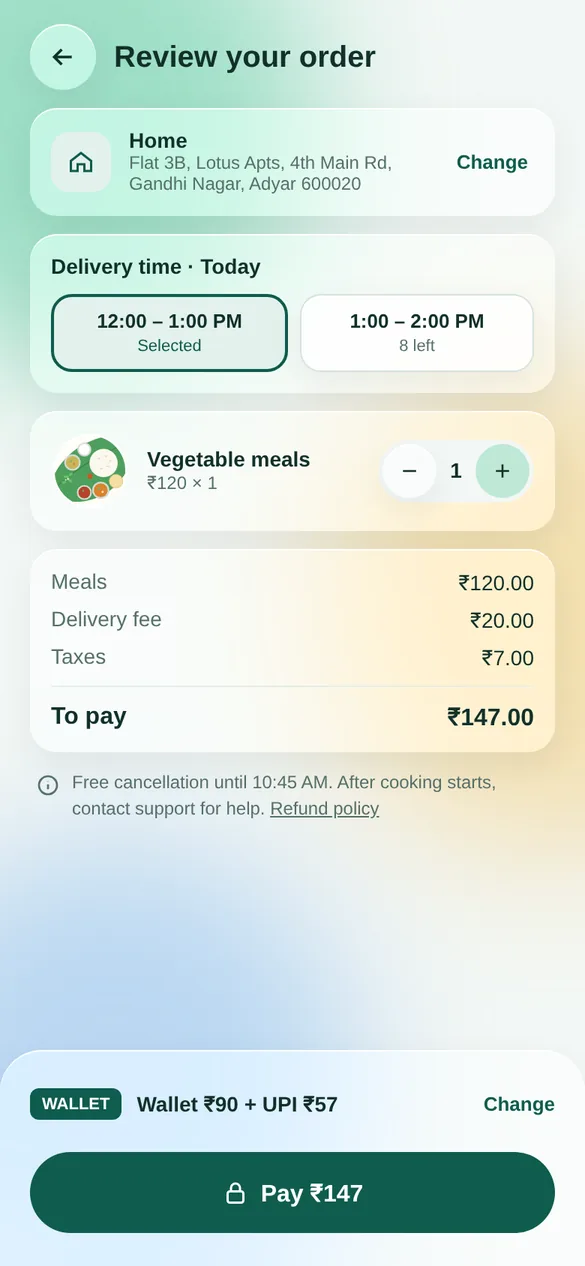 Review your order
Home
Flat 3B, Lotus Apts, 4th Main Rd,
Gandhi Nagar, Adyar 600020
Change
Delivery time · Today
12:00 – 1:00 PM
Selected
1:00 – 2:00 PM
8 left
Vegetable meals
₹120 × 1
− 1 +
Meals ₹120.00
Delivery fee ₹20.00
Taxes ₹7.00
To pay ₹147.00
Free cancellation until 10:45 AM. After cooking starts,
contact support for help. Refund policy
WALLET Wallet ₹90 + UPI ₹57 Change
Pay ₹147